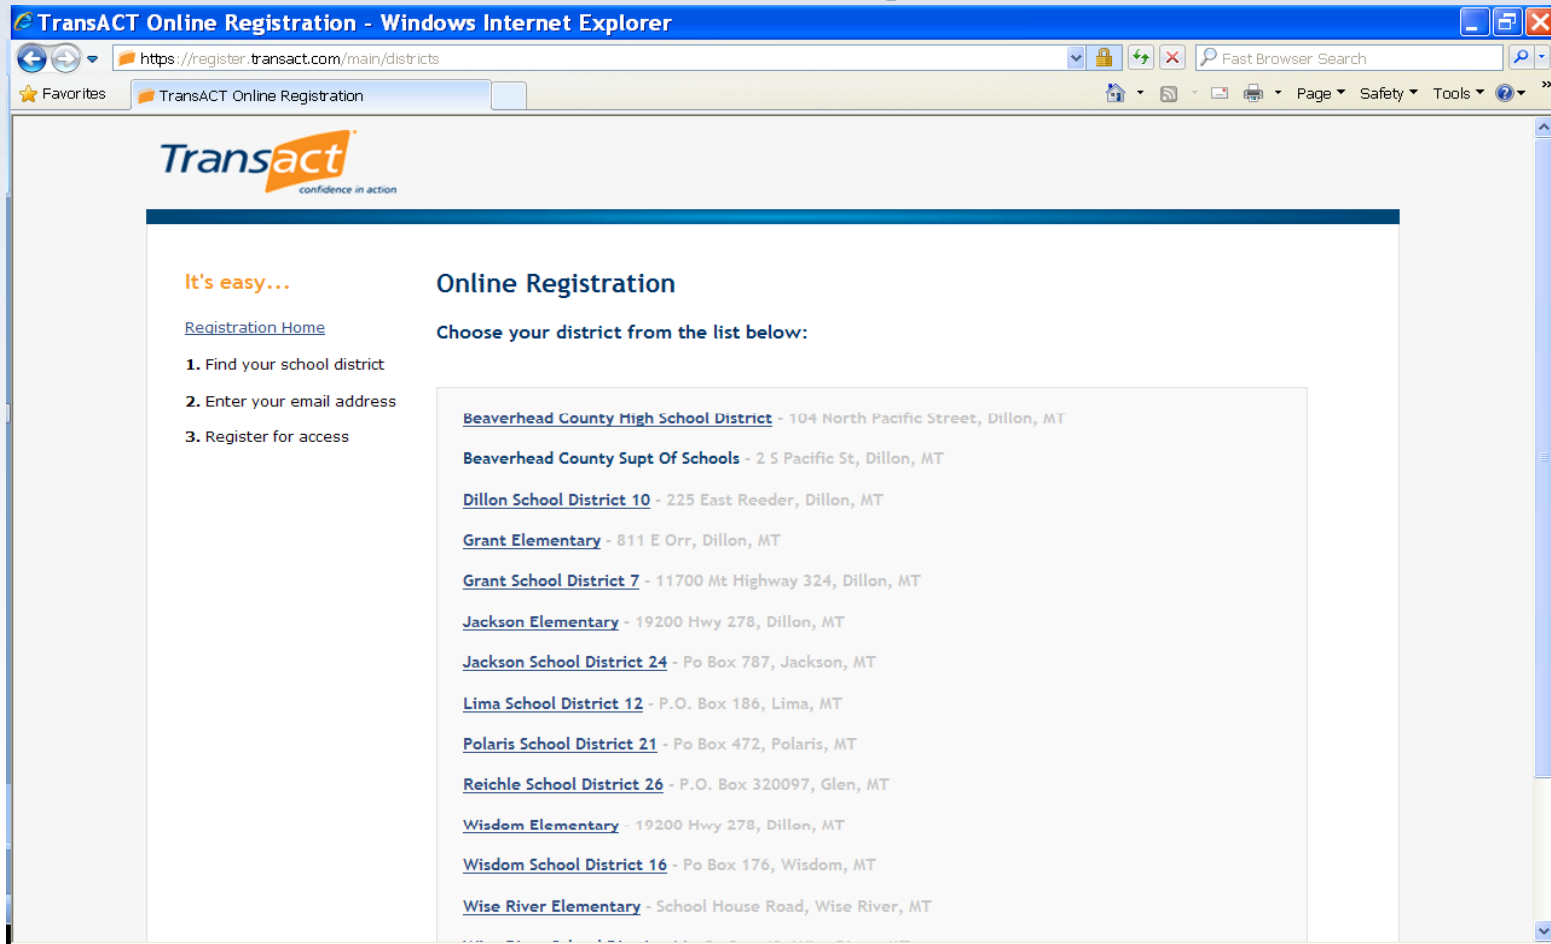 TransACT Online Registration - Windows Internet Explorer
https://register.transact.com/main/districts
Fast Browser Search
Favorites
TransACT Online Registration
Page
Safety
Tools
Transact
confidence in action
It's easy...
Online Registration
Registration Home
Choose your district from the list below:
1. Find your school district
2. Enter your email address
3. Register for access
Beaverhead County High School District - 104 North Pacific Street, Dillon, MT
Beaverhead County Supt Of Schools - 2 S Pacific St, Dillon, MT
Dillon School District 10 - 225 East Reeder, Dillon, MT
Grant Elementary - 811 E Orr, Dillon, MT
Grant School District 7 - 11700 Mt Highway 324, Dillon, MT
Jackson Elementary - 19200 Hwy 278, Dillon, MT
Jackson School District 24 - Po Box 787, Jackson, MT
Lima School District 12 - P.O. Box 186, Lima, MT
Polaris School District 21 - Po Box 472, Polaris, MT
Reichle School District 26 - P.O. Box 320097, Glen, MT
Wisdom Elementary - 19200 Hwy 278, Dillon, MT
Wisdom School District 16 - Po Box 176, Wisdom, MT
Wise River Elementary - School House Road, Wise River, MT